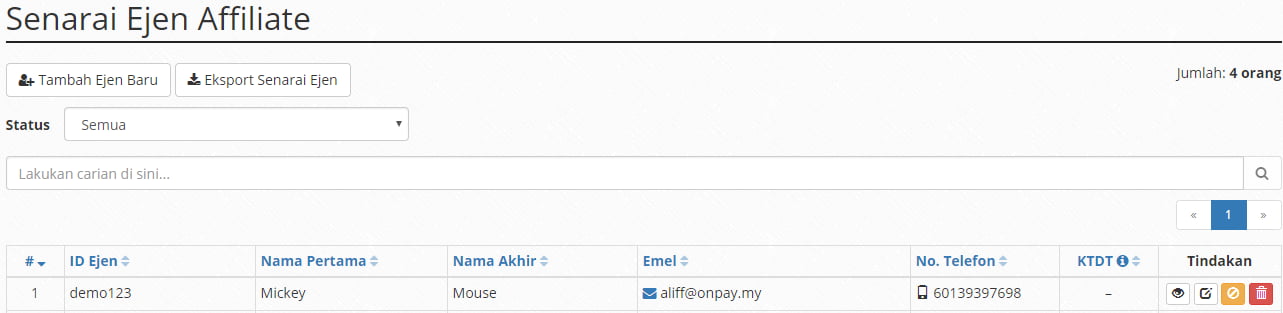 Senarai Ejen Affiliate
Tambah Ejen Baru Eksport Senarai Ejen Jumlah: 4 orang
Status Semua
Lakukan carian di sini...
« 1 »
# ID Ejen Nama Pertama Nama Akhir Emel No. Telefon KTDT Tindakan
1 demo123 Mickey Mouse aliff@onpay.my 60139397698 –